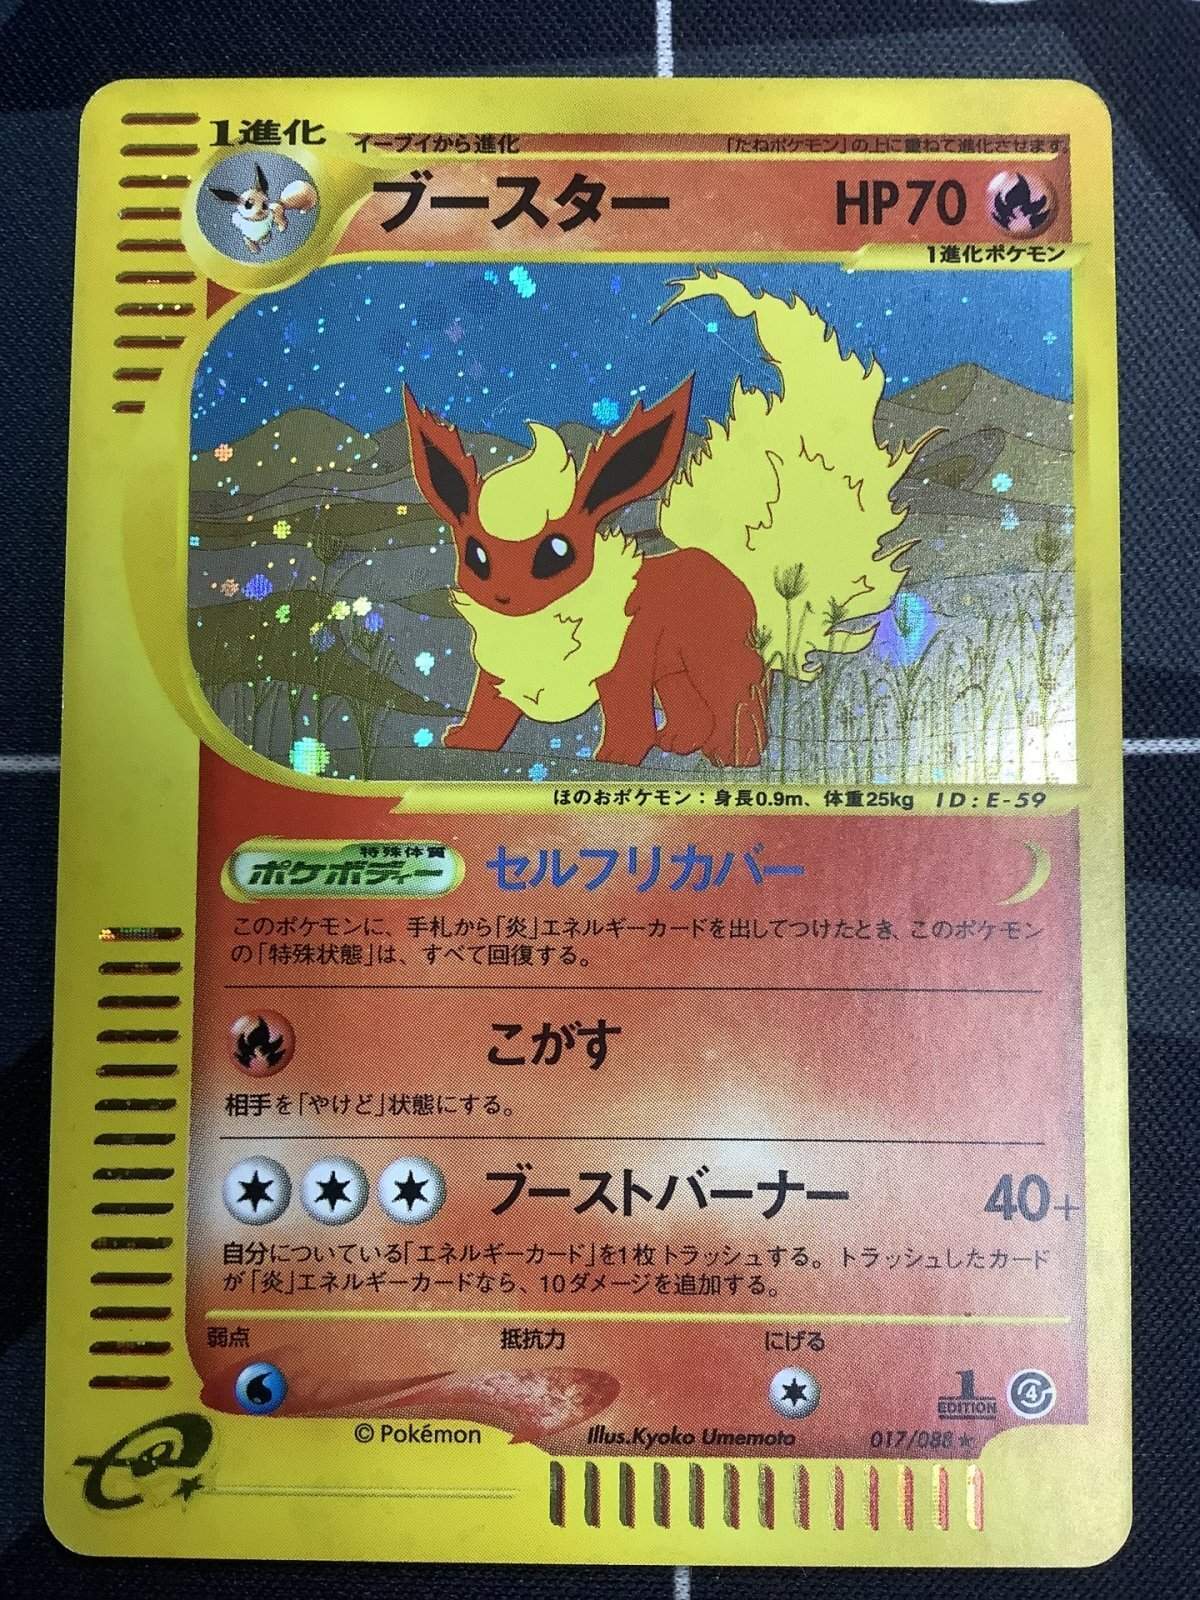 1進化
イーブイから進化
「たねポケモン」の上に重ねて進化させます。
ブースター
HP70
1進化ポケモン
ほのおポケモン：身長0.9m、体重25kg ID:E-59
特殊体質
ポケボディー
セルフリカバー
このポケモンに、手札から「炎」エネルギーカードを出してつけたとき、このポケモン
の「特殊状態」は、すべて回復する。
こがす
相手を「やけど」状態にする。
ブーストバーナー
40+
自分についている「エネルギーカード」を1枚トラッシュする。トラッシュしたカード
が「炎」エネルギーカードなら、10ダメージを追加する。
弱点
抵抗力
にげる
1
EDITION
4
© Pokémon
Illus.Kyoko Umemoto
017/088★
e